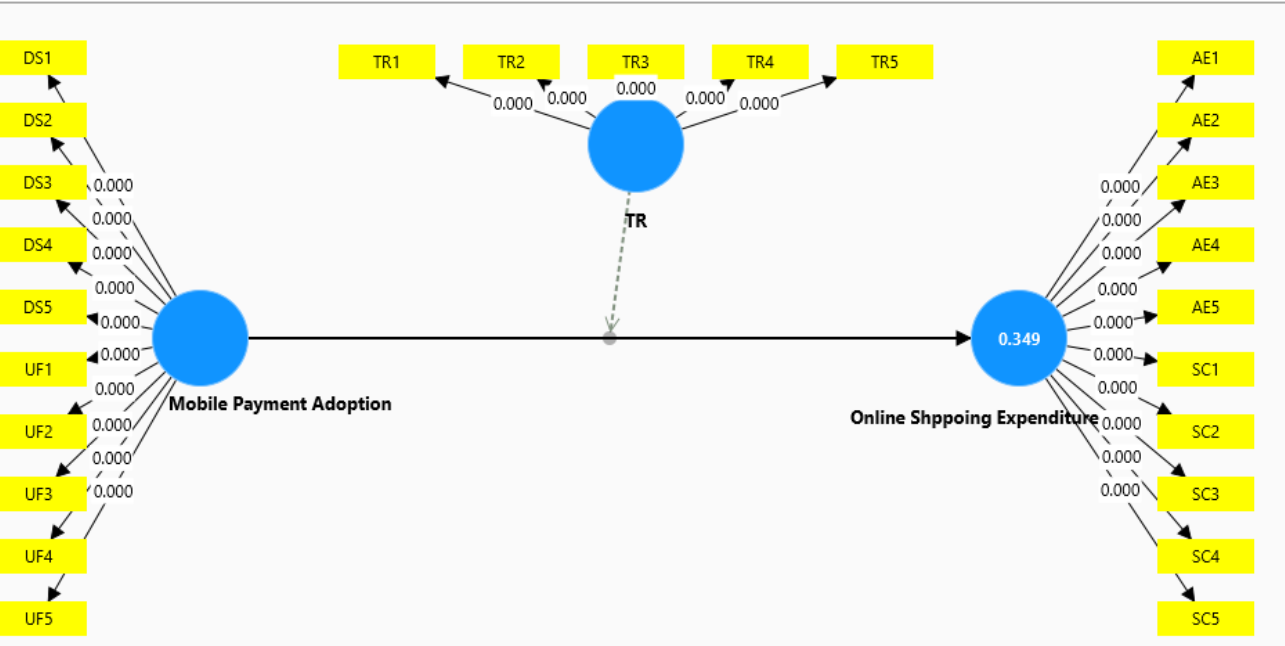 DS1
DS2
DS3
DS4
DS5
UF1
UF2
UF3
UF4
UF5
0.000
0.000
0.000
0.000
0.000
0.000
0.000
0.000
0.000
0.000
Mobile Payment Adoption
TR1 TR2 TR3 TR4 TR5
0.000 0.000 0.000 0.000 0.000
TR
0.349
Online Shppoing Expenditure
0.000
0.000
0.000
0.000
0.000
0.000
0.000
0.000
0.000
0.000
AE1
AE2
AE3
AE4
AE5
SC1
SC2
SC3
SC4
SC5